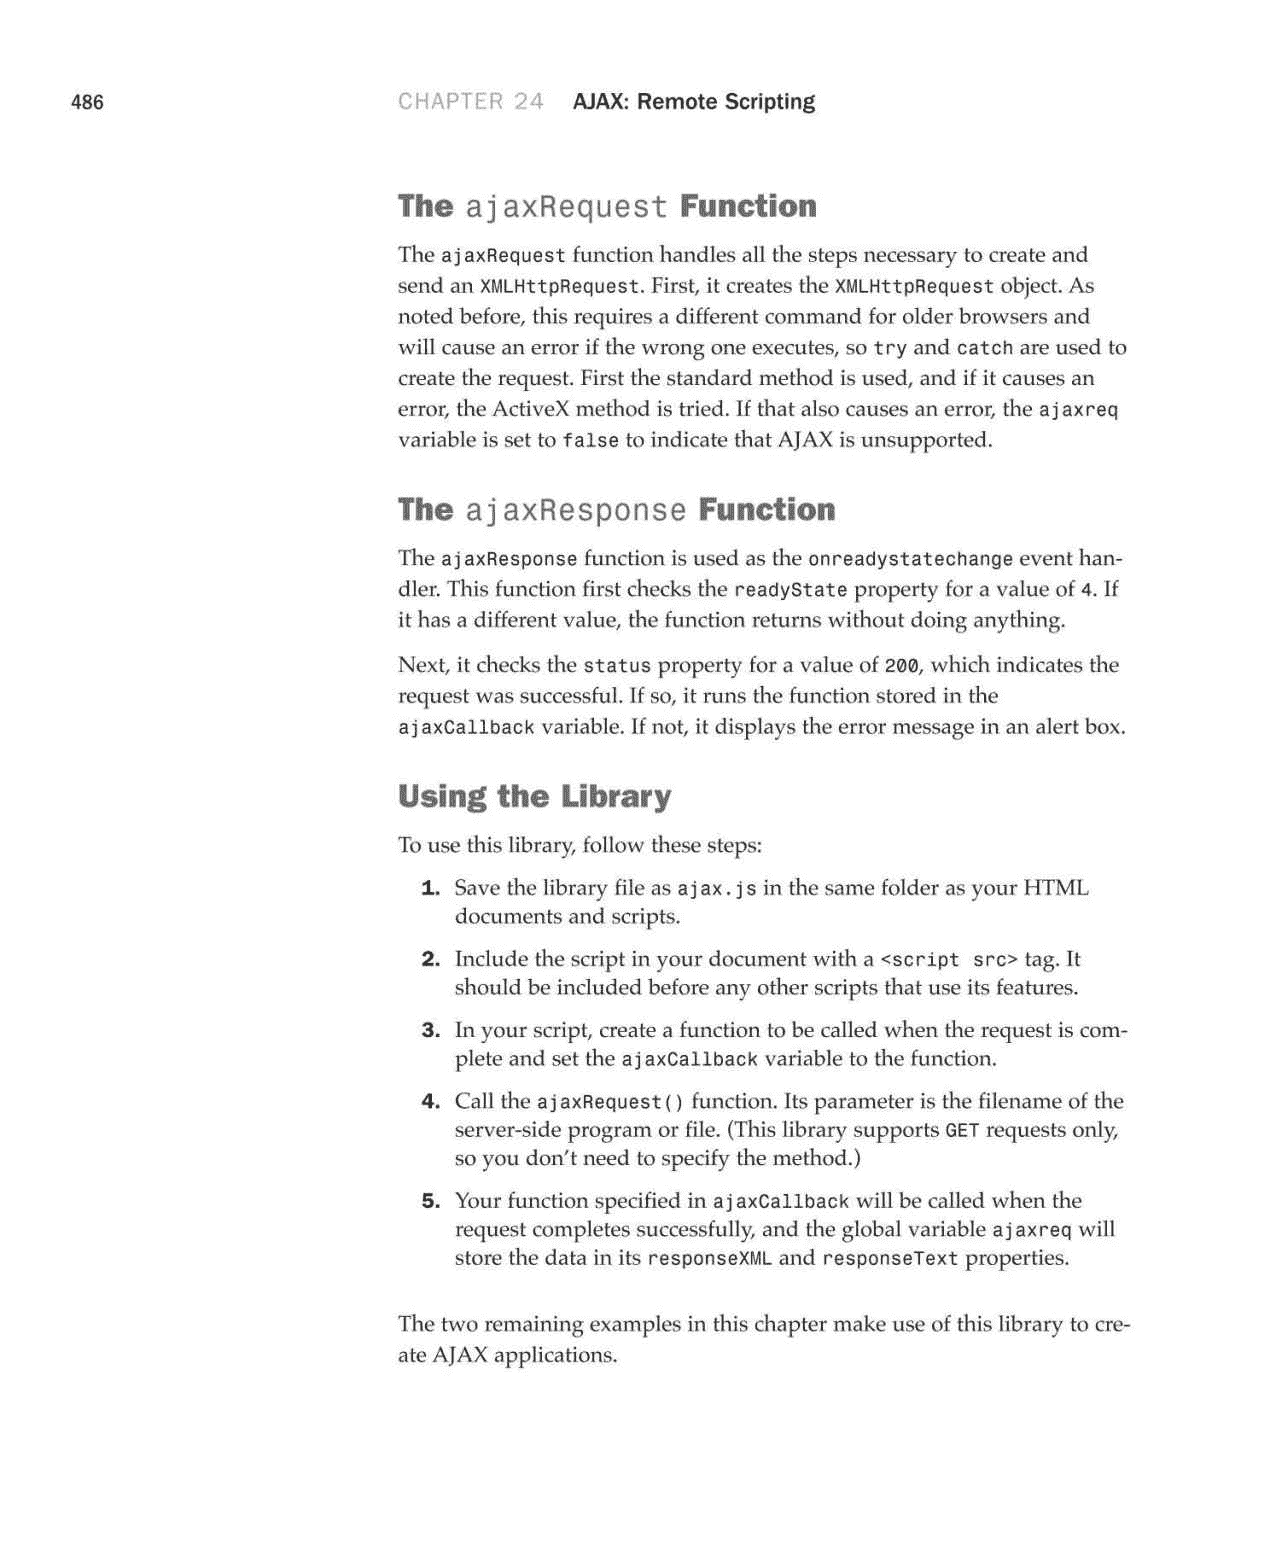 486
CHAPTER 24 AJAX: Remote Scripting
The ajaxRequest Function
The ajaxRequest function handles all the steps necessary to create and
send an XMLHttpRequest. First, it creates the XMLHttpRequest object. As
noted before, this requires a different command for older browsers and
will cause an error if the wrong one executes, so try and catch are used to
create the request. First the standard method is used, and if it causes an
error, the ActiveX method is tried. If that also causes an error, the ajaxreq
variable is set to false to indicate that AJAX is unsupported.
The ajaxResponse Function
The ajaxResponse function is used as the onreadystatechange event han-
dler. This function first checks the readyState property for a value of 4. If
it has a different value, the function returns without doing anything.
Next, it checks the status property for a value of 200, which indicates the
request was successful. If so, it runs the function stored in the
ajaxCallback variable. If not, it displays the error message in an alert box.
Using the Library
To use this library, follow these steps:
1. Save the library file as ajax.js in the same folder as your HTML
documents and scripts.
2. Include the script in your document with a <script src> tag. It
should be included before any other scripts that use its features.
3. In your script, create a function to be called when the request is com-
plete and set the ajaxCallback variable to the function.
4. Call the ajaxRequest() function. Its parameter is the filename of the
server-side program or file. (This library supports GET requests only,
so you don't need to specify the method.)
5. Your function specified in ajaxCallback will be called when the
request completes successfully, and the global variable ajaxreq will
store the data in its responseXML and responseText properties.
The two remaining examples in this chapter make use of this library to cre-
ate AJAX applications.